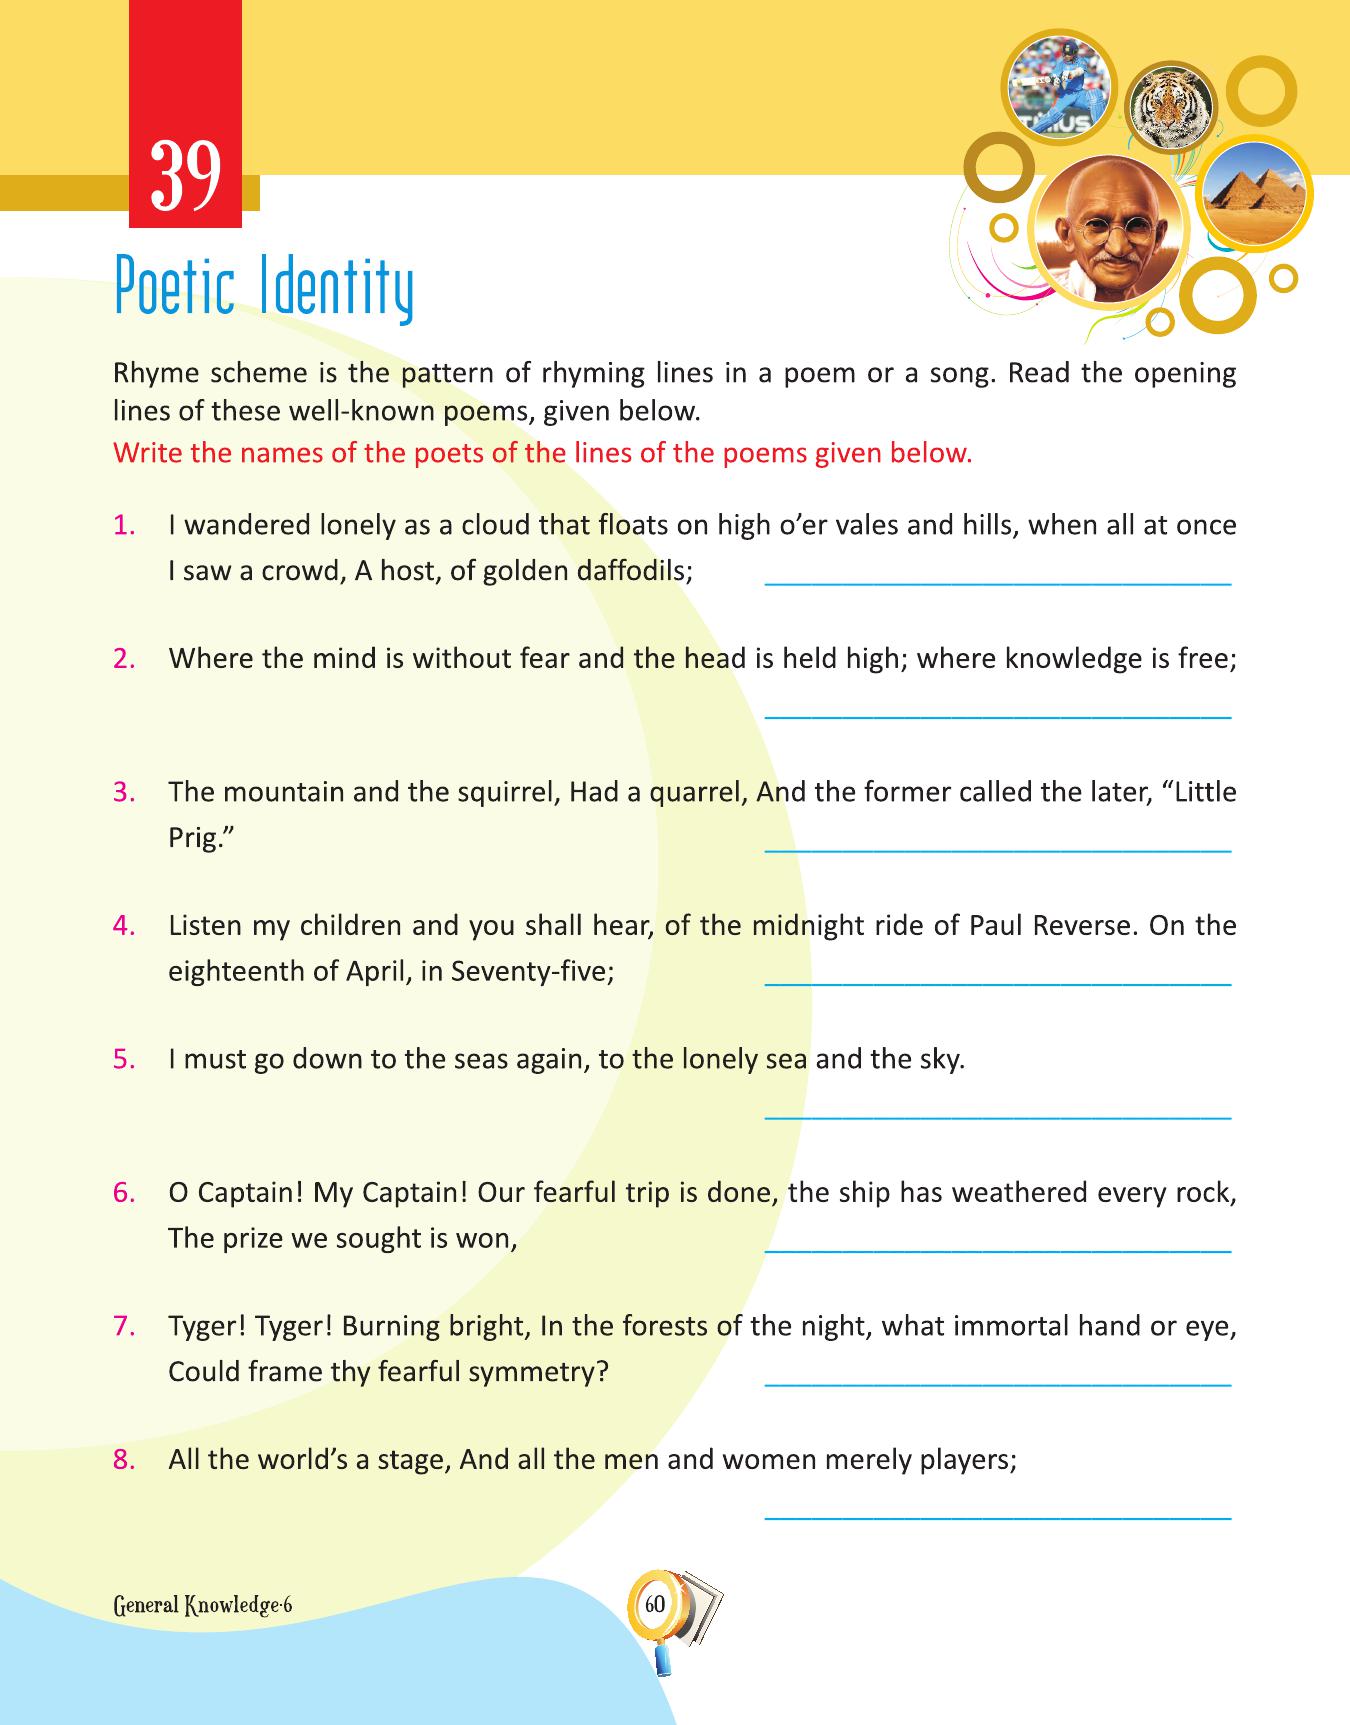 39
Poetic Identity
Rhyme scheme is the pattern of rhyming lines in a poem or a song. Read the opening
lines of these well-known poems, given below.
Write the names of the poets of the lines of the poems given below.
1. I wandered lonely as a cloud that floats on high o’er vales and hills, when all at once
I saw a crowd, A host, of golden daffodils;
2. Where the mind is without fear and the head is held high; where knowledge is free;
3. The mountain and the squirrel, Had a quarrel, And the former called the later, “Little
Prig.”
4. Listen my children and you shall hear, of the midnight ride of Paul Reverse. On the
eighteenth of April, in Seventy-five;
5. I must go down to the seas again, to the lonely sea and the sky.
6. O Captain! My Captain! Our fearful trip is done, the ship has weathered every rock,
The prize we sought is won,
7. Tyger! Tyger! Burning bright, In the forests of the night, what immortal hand or eye,
Could frame thy fearful symmetry?
8. All the world’s a stage, And all the men and women merely players;
General Knowledge-6
60